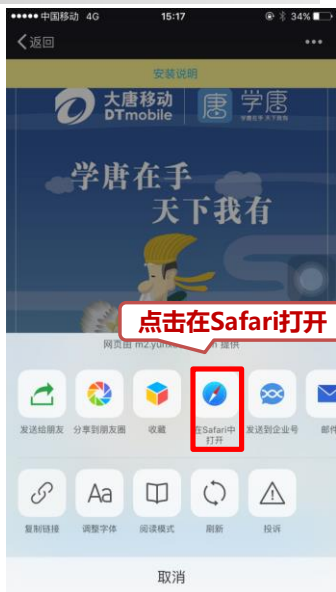 中国移动 4G 15:17 34%
返回
安装说明
大唐移动 DTmobile 唐 学唐
学唐在手
天下我有
点击在Safari打开
网页由 mz.yun 提供
发送给朋友 分享到朋友圈 收藏 在Safari中打开 发送到企业号 邮件
Aa
复制链接 调整字体 阅读模式 刷新 投诉
取消